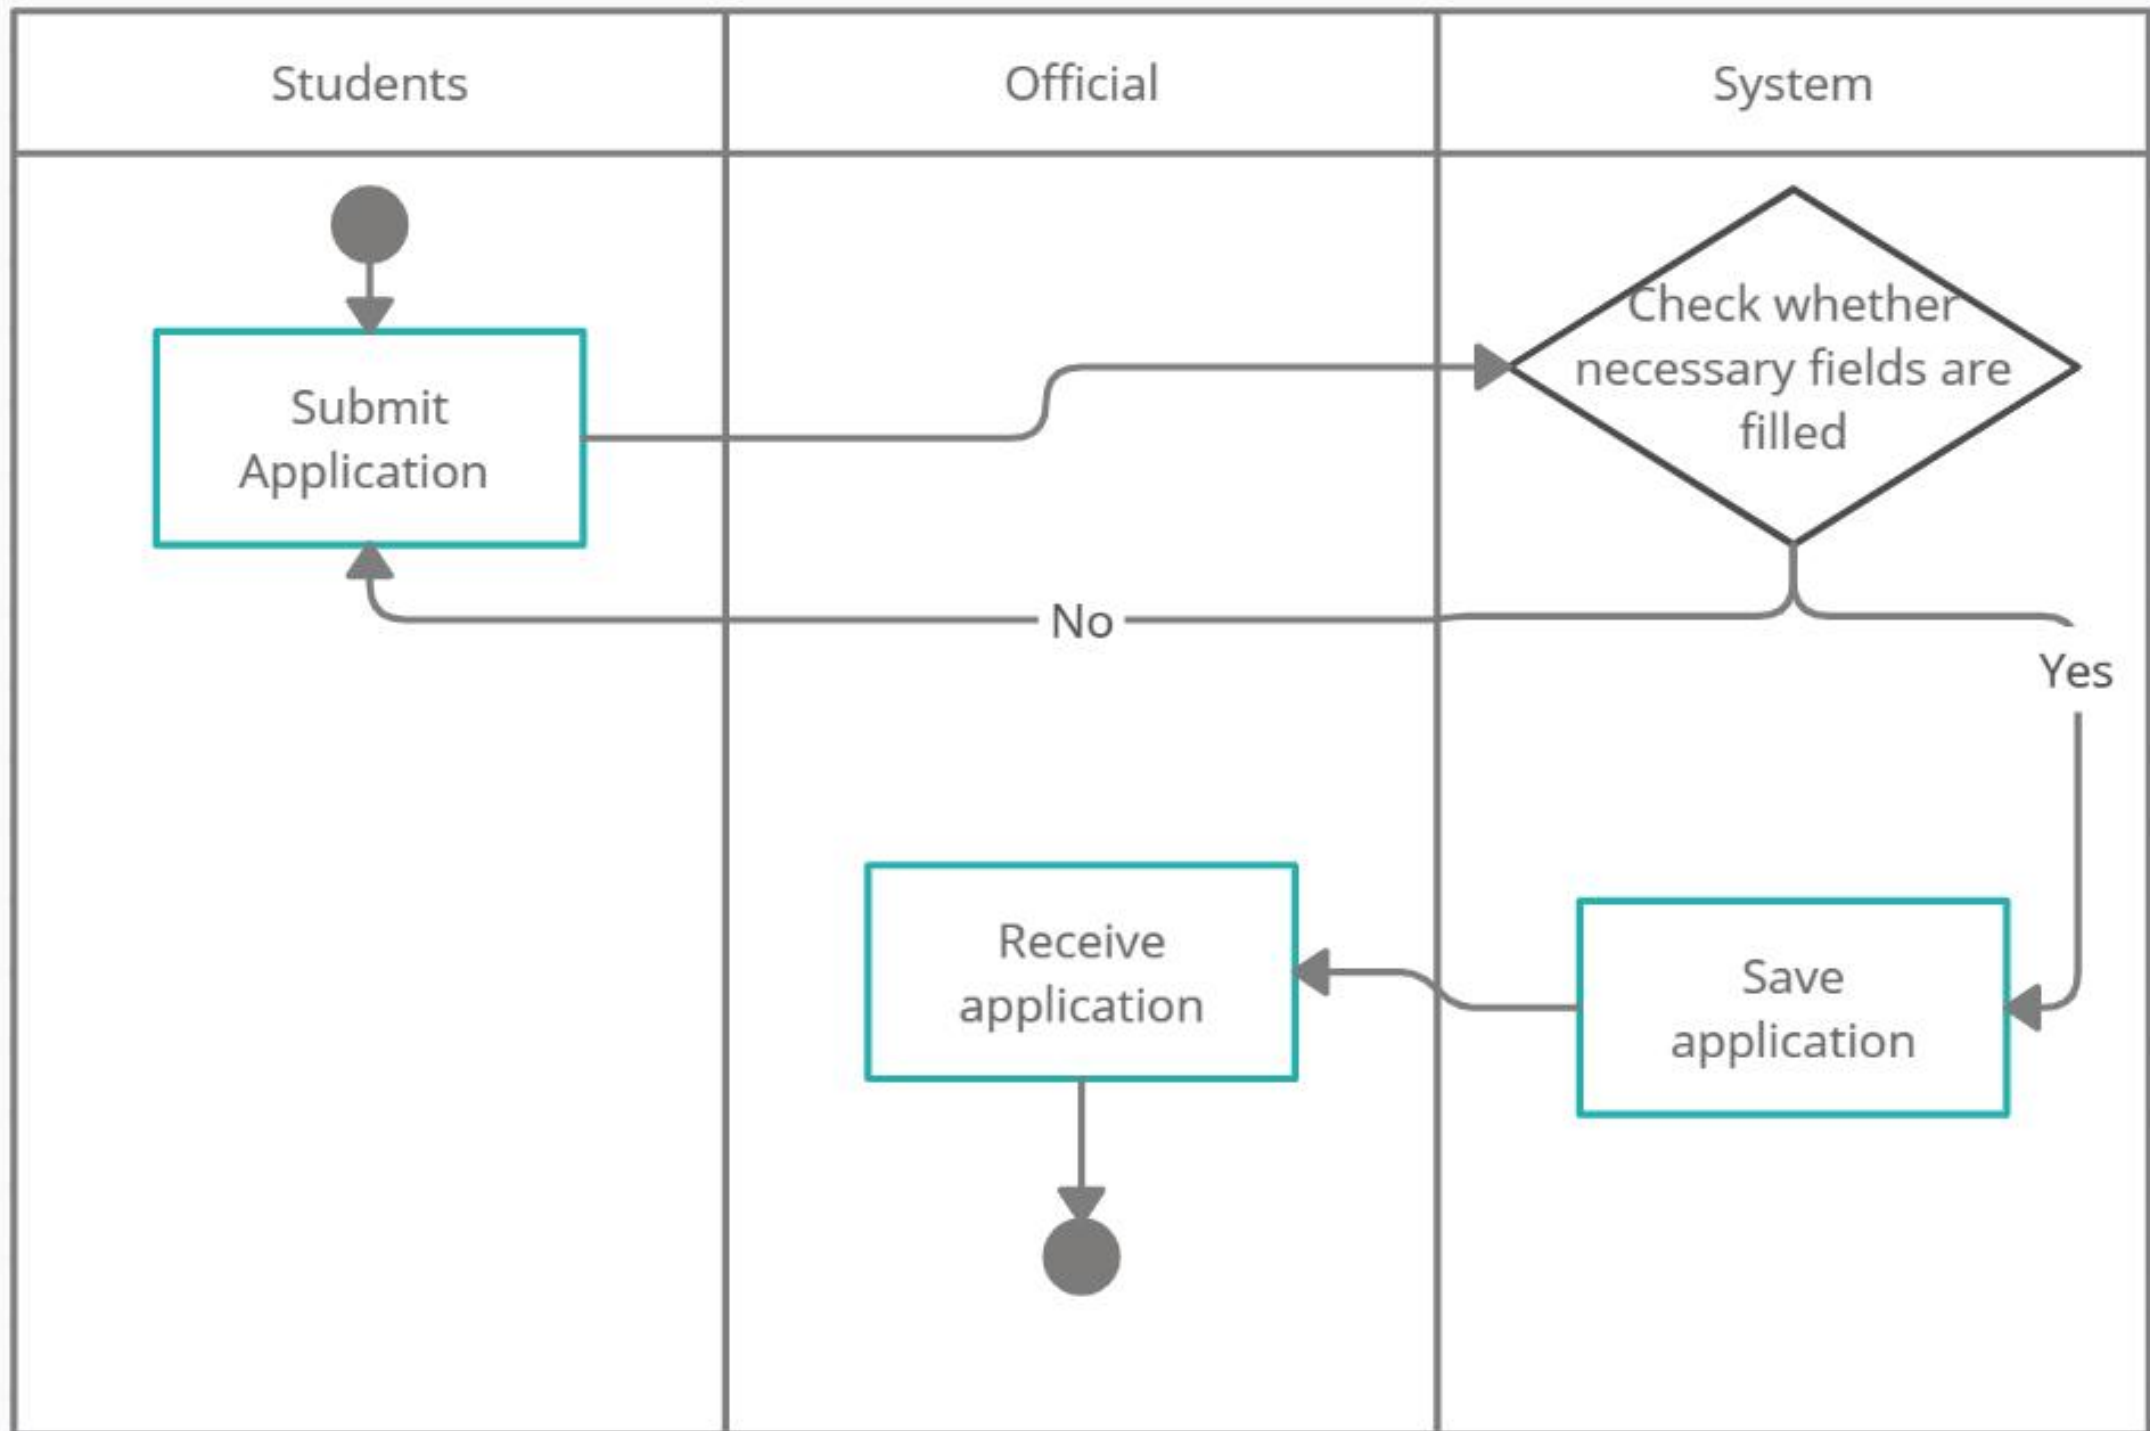 Students
Official
System
Submit
Application
Check whether
necessary fields are
filled
No
Yes
Receive
application
Save
application